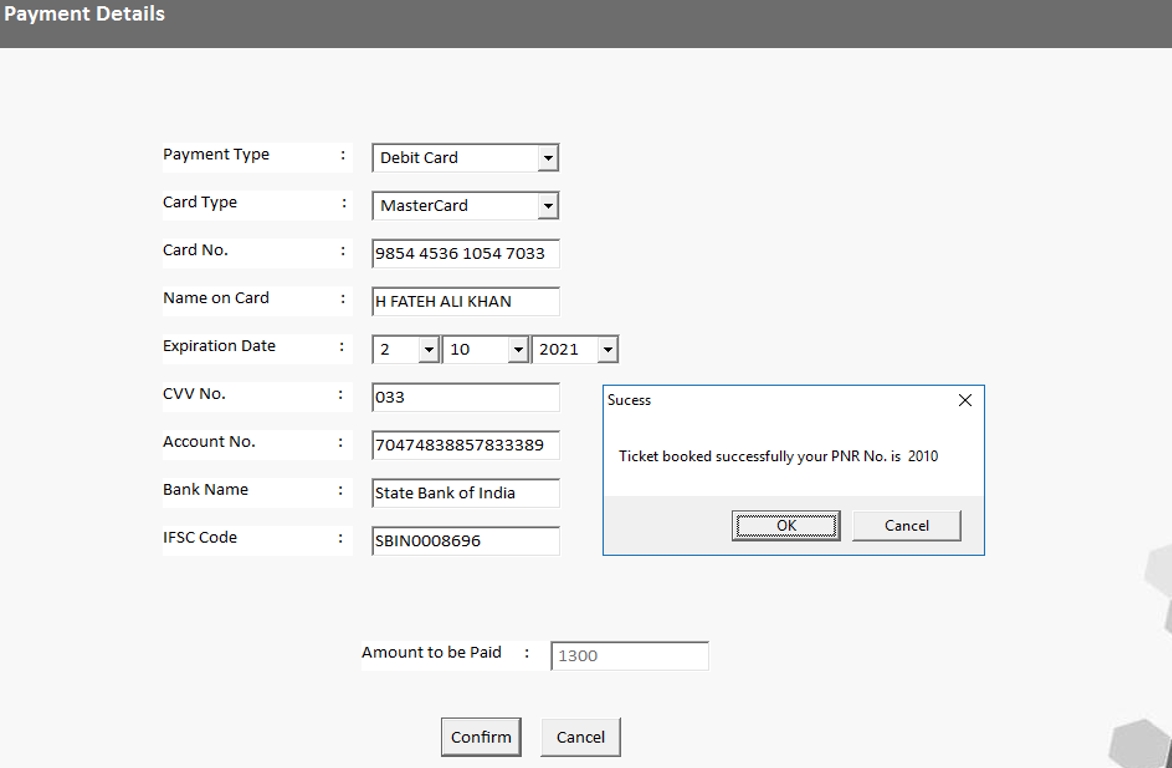 Payment Details
Payment Type : Debit Card
Card Type : MasterCard
Card No. : 9854 4536 1054 7033
Name on Card : H FATEH ALI KHAN
Expiration Date : 2 10 2021
CVV No. : 033
Account No. : 70474838857833389
Bank Name : State Bank of India
IFSC Code : SBIN0008696
Sucess
Ticket booked successfully your PNR No. is 2010
OK Cancel
Amount to be Paid : 1300
Confirm Cancel